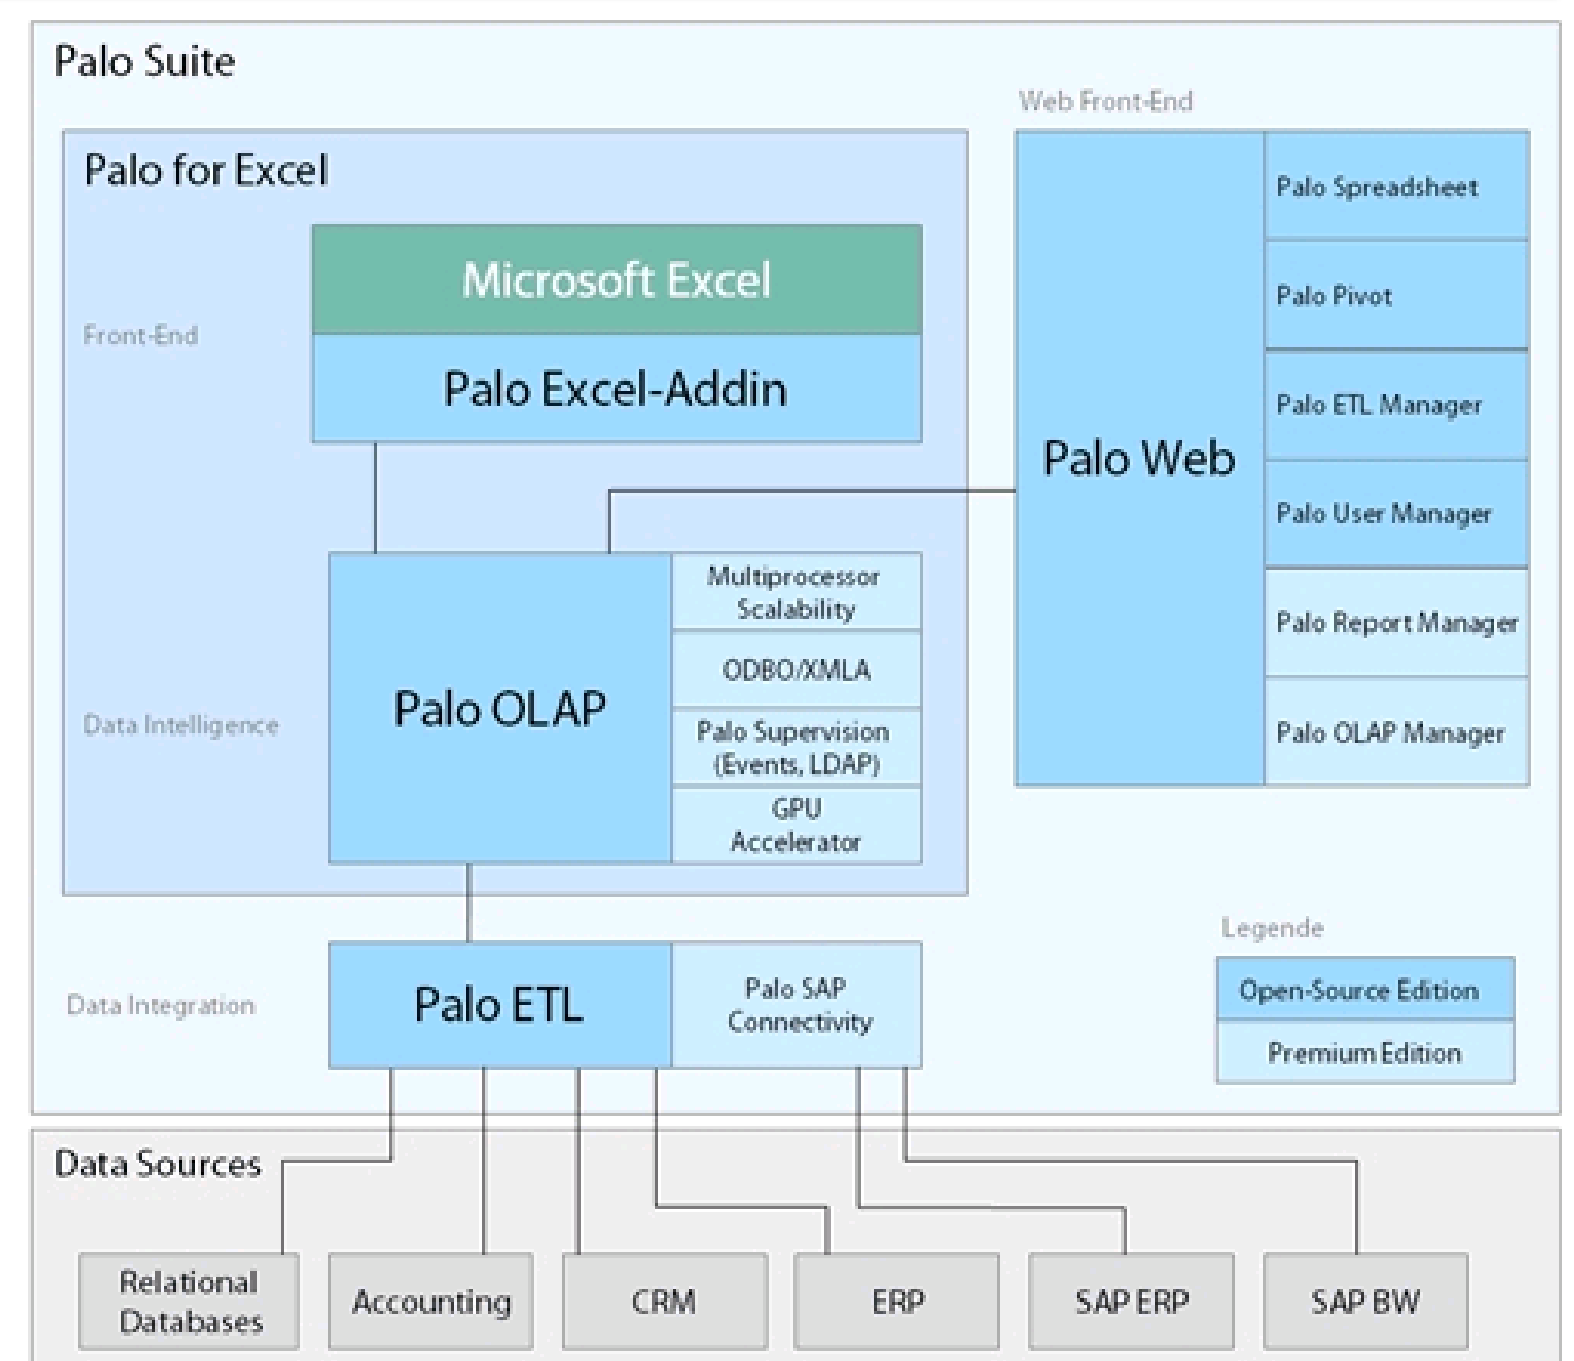 Palo Suite
Web Front-End
Palo for Excel
Microsoft Excel
Front-End
Palo Excel-Addin
Palo Web
Palo Spreadsheet
Palo Pivot
Palo ETL Manager
Palo User Manager
Palo Report Manager
Palo OLAP Manager
Data Intelligence
Palo OLAP
Multiprocessor
Scalability
ODBO/XMLA
Palo Supervision
(Events, LDAP)
GPU
Accelerator
Data Integration
Palo ETL
Palo SAP
Connectivity
Legende
Open-Source Edition
Premium Edition
Data Sources
Relational
Databases
Accounting
CRM
ERP
SAP ERP
SAP BW